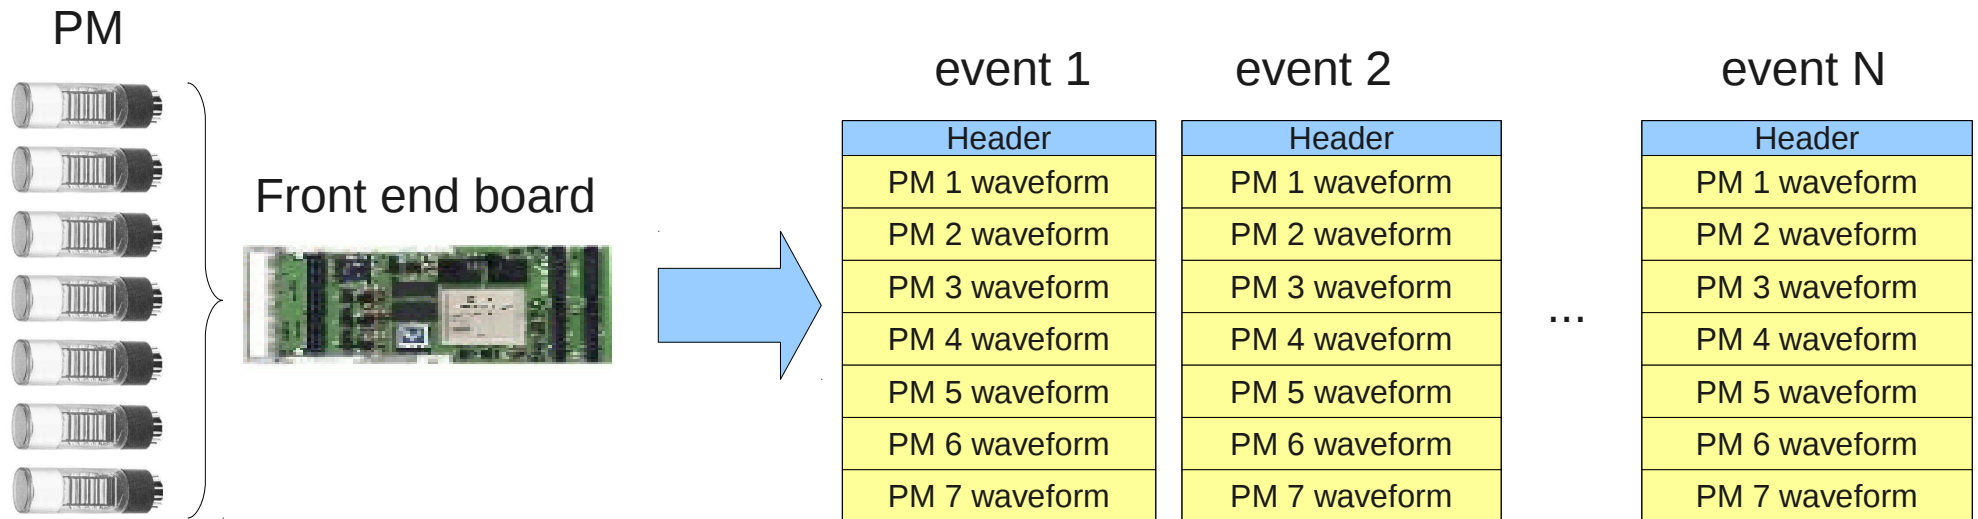 PM
Front end board
event 1
Header
PM 1 waveform
PM 2 waveform
PM 3 waveform
PM 4 waveform
PM 5 waveform
PM 6 waveform
PM 7 waveform
event 2
Header
PM 1 waveform
PM 2 waveform
PM 3 waveform
PM 4 waveform
PM 5 waveform
PM 6 waveform
PM 7 waveform
...
event N
Header
PM 1 waveform
PM 2 waveform
PM 3 waveform
PM 4 waveform
PM 5 waveform
PM 6 waveform
PM 7 waveform